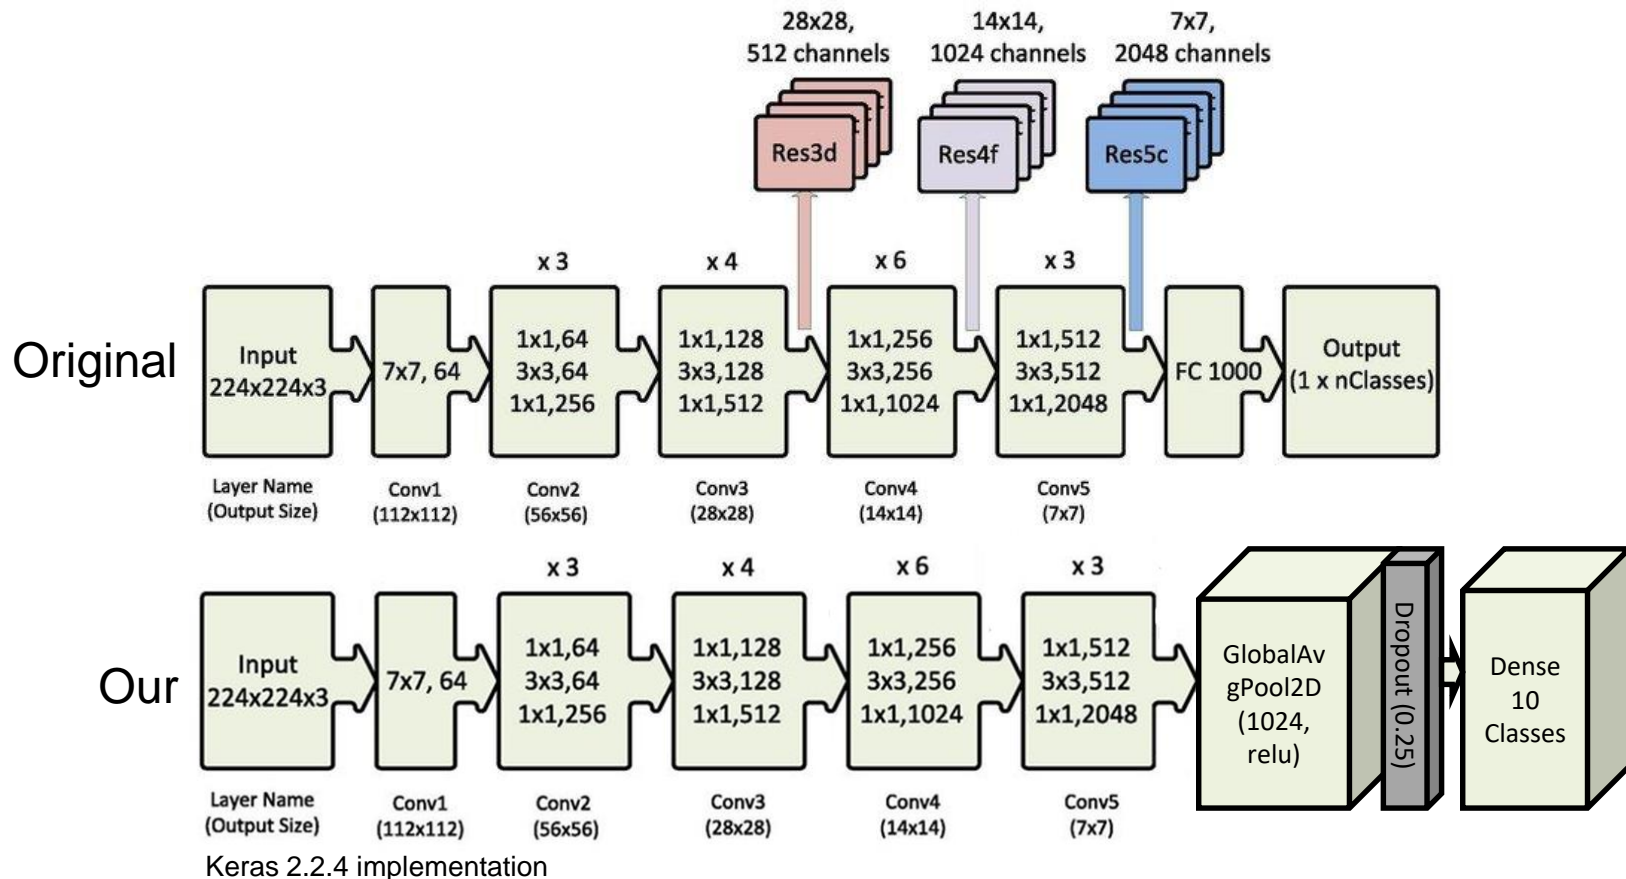 28x28,
512 channels
14x14,
1024 channels
7x7,
2048 channels
Res3d
Res4f
Res5c
x 3
x 4
x 6
x 3
Original
Input
224x224x3
7x7, 64
1x1,64
3x3,64
1x1,256
1x1,128
3x3,128
1x1,512
1x1,256
3x3,256
1x1,1024
1x1,512
3x3,512
1x1,2048
FC 1000
Output
(1 x nClasses)
Layer Name
(Output Size)
Conv1
(112x112)
Conv2
(56x56)
Conv3
(28x28)
Conv4
(14x14)
Conv5
(7x7)
x 3
x 4
x 6
x 3
Our
Input
224x224x3
7x7, 64
1x1,64
3x3,64
1x1,256
1x1,128
3x3,128
1x1,512
1x1,256
3x3,256
1x1,1024
1x1,512
3x3,512
1x1,2048
GlobalAv
gPool2D
(1024,
relu)
Dropout (0.25)
Dense
10
Classes
Layer Name
(Output Size)
Conv1
(112x112)
Conv2
(56x56)
Conv3
(28x28)
Conv4
(14x14)
Conv5
(7x7)
Keras 2.2.4 implementation